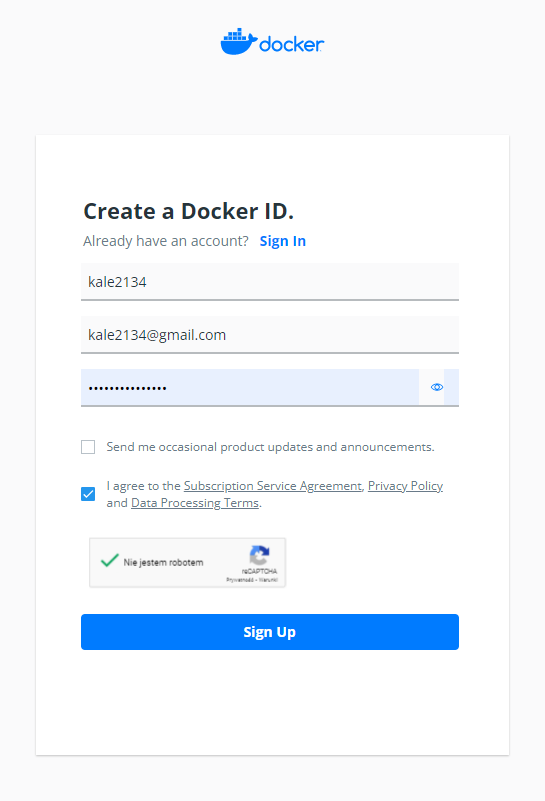 docker
Create a Docker ID.
Already have an account? Sign In
kale2134
kale2134@gmail.com
•••••••••••••••
Send me occasional product updates and announcements.
I agree to the Subscription Service Agreement, Privacy Policy
and Data Processing Terms.
Nie jestem robotem
reCAPTCHA
Prywatność - Warunki
Sign Up